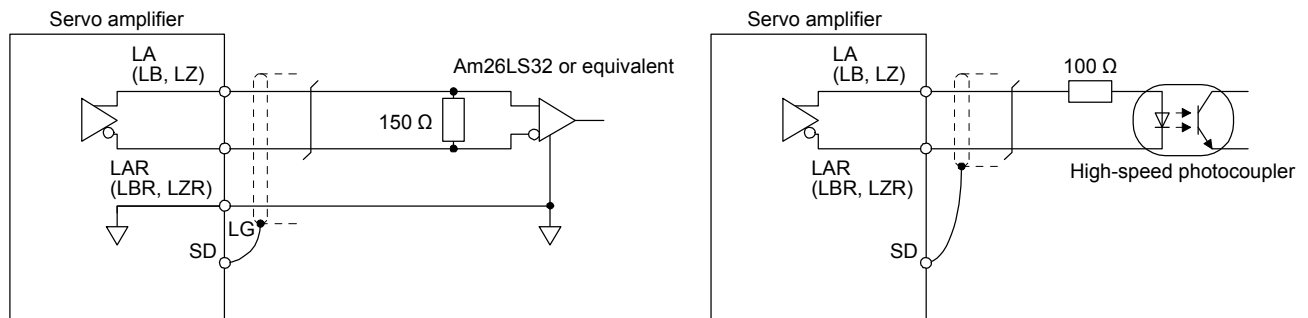 Servo amplifier
LA
(LB, LZ)
Am26LS32 or equivalent
150 Ω
LAR
(LBR, LZR)
LG
SD
Servo amplifier
LA
(LB, LZ)
100 Ω
LAR
(LBR, LZR)
High-speed photocoupler
SD